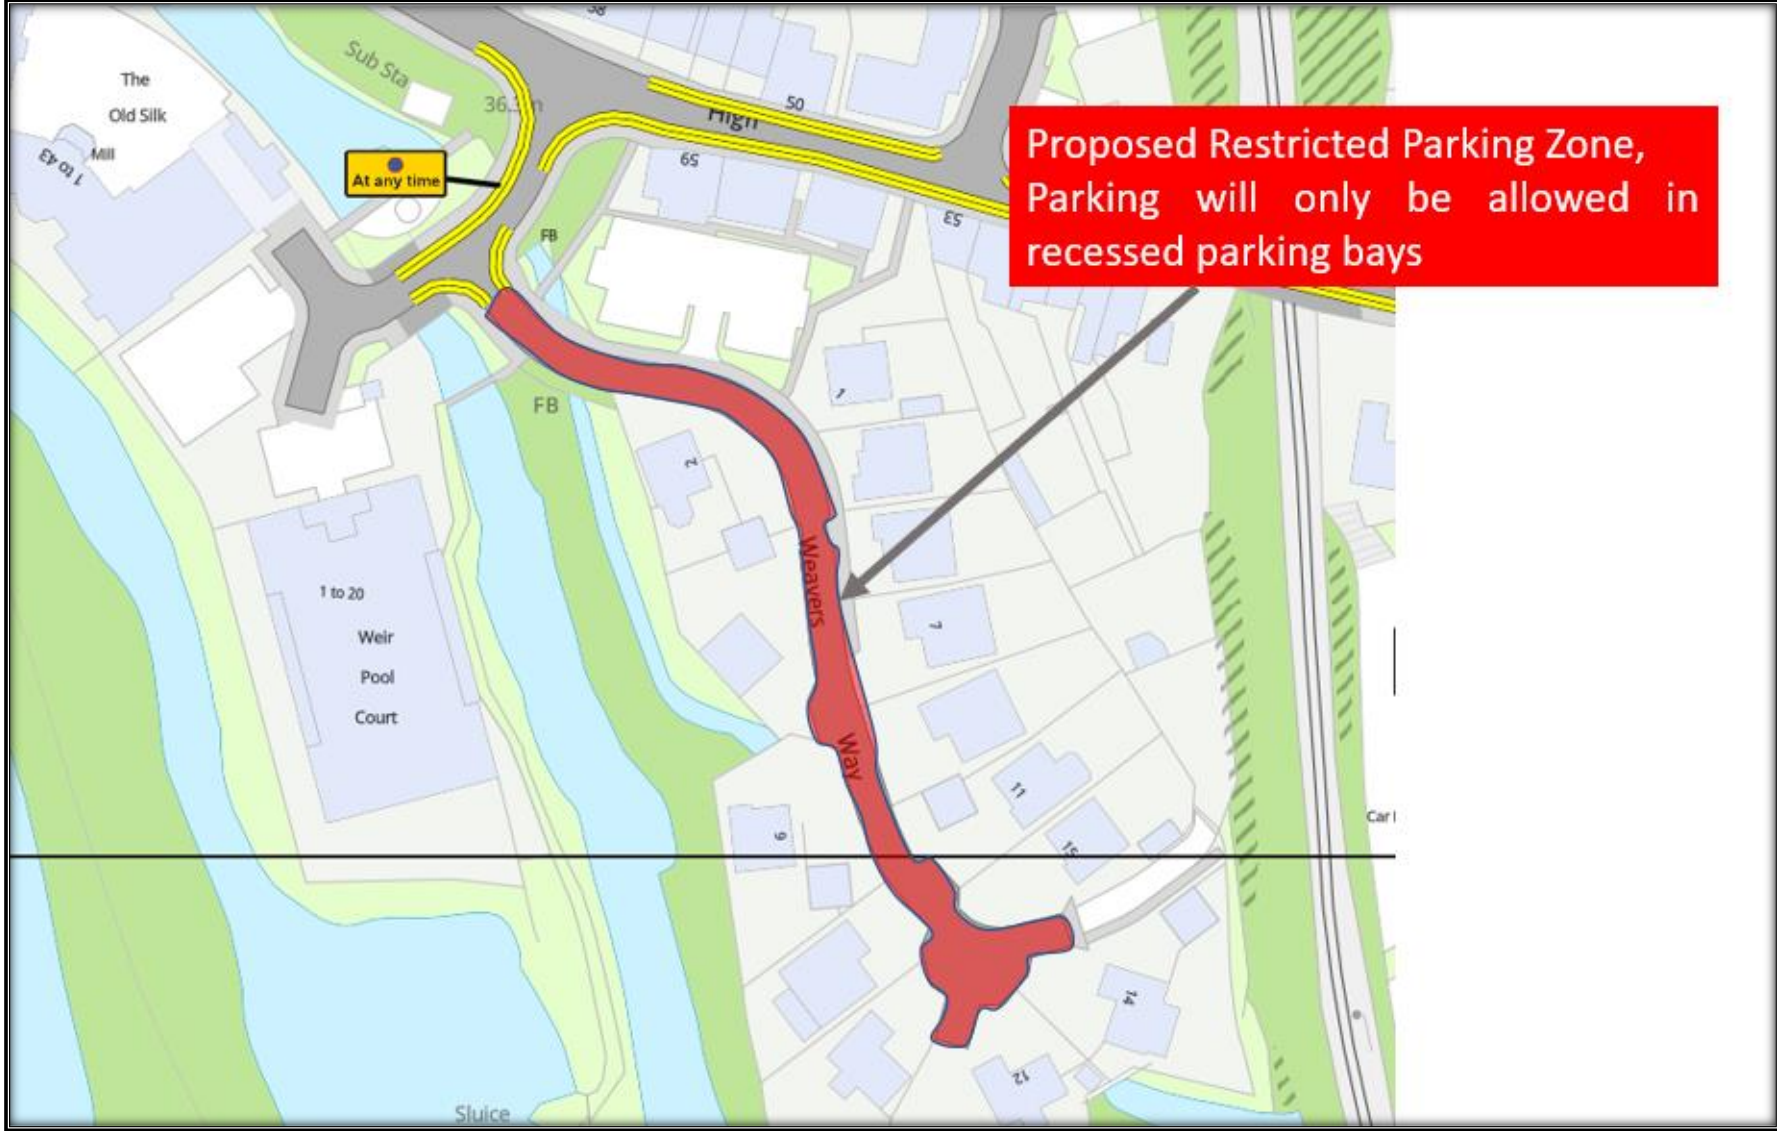 58
Sub Sta
The
Old Silk
Mill
1 to 43
50
High
59
At any time
53
Proposed Restricted Parking Zone,
Parking will only be allowed in
recessed parking bays
FB
FB
1
2
1 to 20
Weir
Pool
Court
Weavers
Way
7
11
15
9
14
12
Sluice